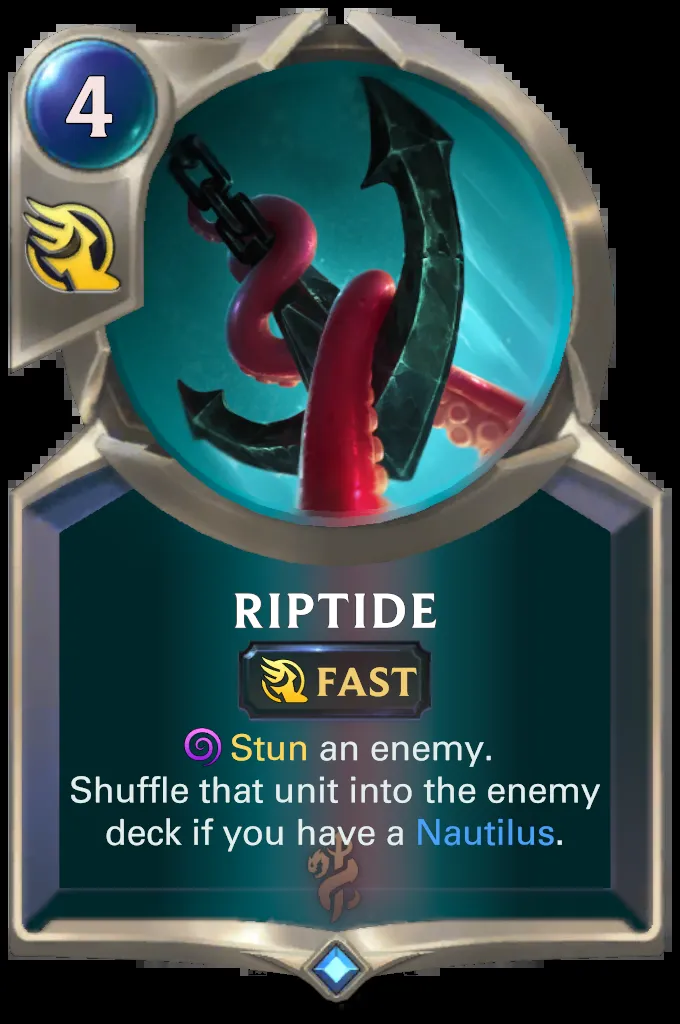 4
RIPTIDE
FAST
Stun an enemy.
Shuffle that unit into the enemy
deck if you have a Nautilus.